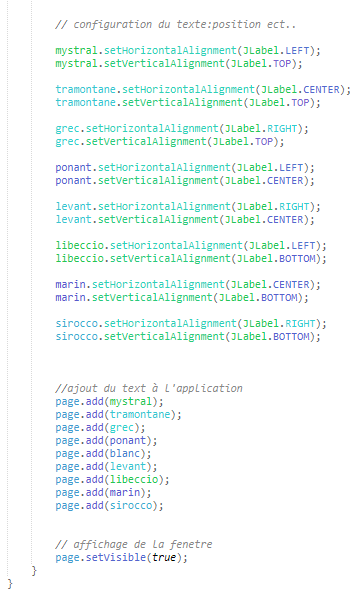 // configuration du texte:position ect..
mystral.setHorizontalAlignment(JLabel.LEFT);
mystral.setVerticalAlignment(JLabel.TOP);
tramontane.setHorizontalAlignment(JLabel.CENTER);
tramontane.setVerticalAlignment(JLabel.TOP);
grec.setHorizontalAlignment(JLabel.RIGHT);
grec.setVerticalAlignment(JLabel.TOP);
ponant.setHorizontalAlignment(JLabel.LEFT);
ponant.setVerticalAlignment(JLabel.CENTER);
levant.setHorizontalAlignment(JLabel.RIGHT);
levant.setVerticalAlignment(JLabel.CENTER);
libeccio.setHorizontalAlignment(JLabel.LEFT);
libeccio.setVerticalAlignment(JLabel.BOTTOM);
marin.setHorizontalAlignment(JLabel.CENTER);
marin.setVerticalAlignment(JLabel.BOTTOM);
sirocco.setHorizontalAlignment(JLabel.RIGHT);
sirocco.setVerticalAlignment(JLabel.BOTTOM);
//ajout du text à l'application
page.add(mystral);
page.add(tramontane);
page.add(grec);
page.add(ponant);
page.add(blanc);
page.add(levant);
page.add(libeccio);
page.add(marin);
page.add(sirocco);
// affichage de la fenetre
page.setVisible(true);
}
}